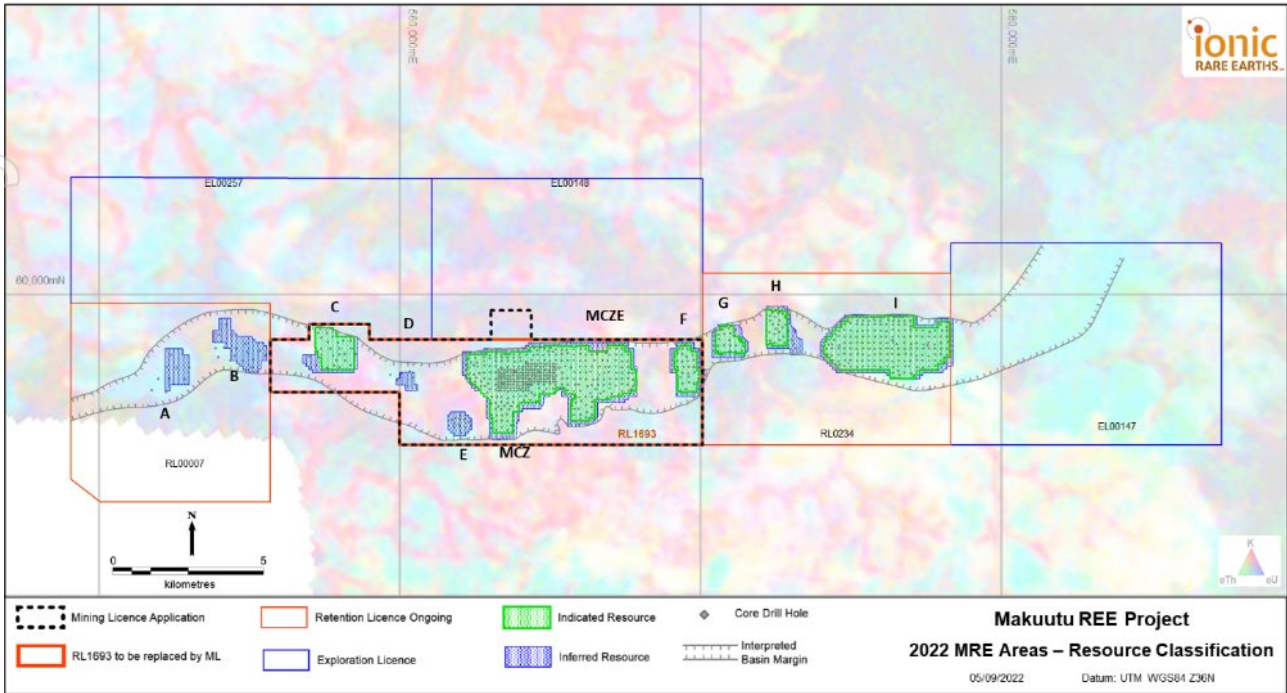 560,000mE
580,000mE
ionic
RARE EARTHS
EL00257
EL00148
60,000mN
C
D
MCZE
F
G
H
I
B
A
E
MCZ
RL1693
RL0234
EL00147
RL00007
N
0
5
kilometres
K
eTh
eU
Mining Licence Application
Retention Licence Ongoing
Indicated Resource
Core Drill Hole
RL1693 to be replaced by ML
Exploration Licence
Inferred Resource
Interpreted
Basin Margin
Makuutu REE Project
2022 MRE Areas – Resource Classification
05/09/2022
Datum: UTM WGS84 Z36N